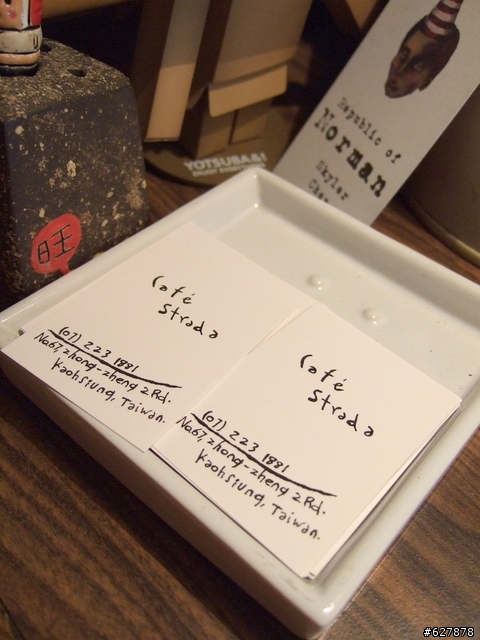 YOTSUBA&!
Republic of
Norman
Skyler
旺
Café
Strada
(07) 223 1881
No.67, zhong-zheng 2 Rd.
Kaohsiung, Taiwan.
Café
Strada
(07) 223 1881
No.67, zhong-zheng 2 Rd.
Kaohsiung, Taiwan.
#627878